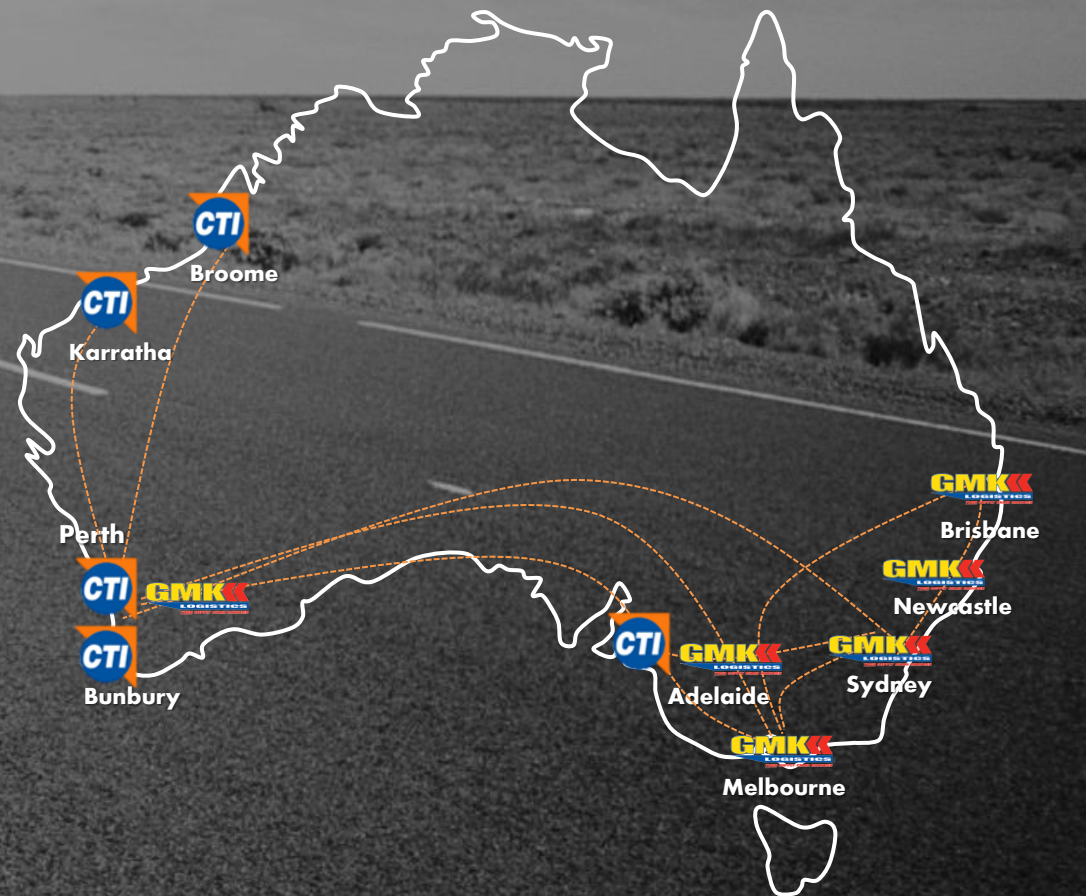 CTI
Broome
CTI
Karratha
Perth
CTI
GMK
LOGISTICS
CTI
Bunbury
GMK
LOGISTICS
Brisbane
GMK
LOGISTICS
Newcastle
CTI
GMK
LOGISTICS
Adelaide
GMK
LOGISTICS
Sydney
GMK
LOGISTICS
Melbourne